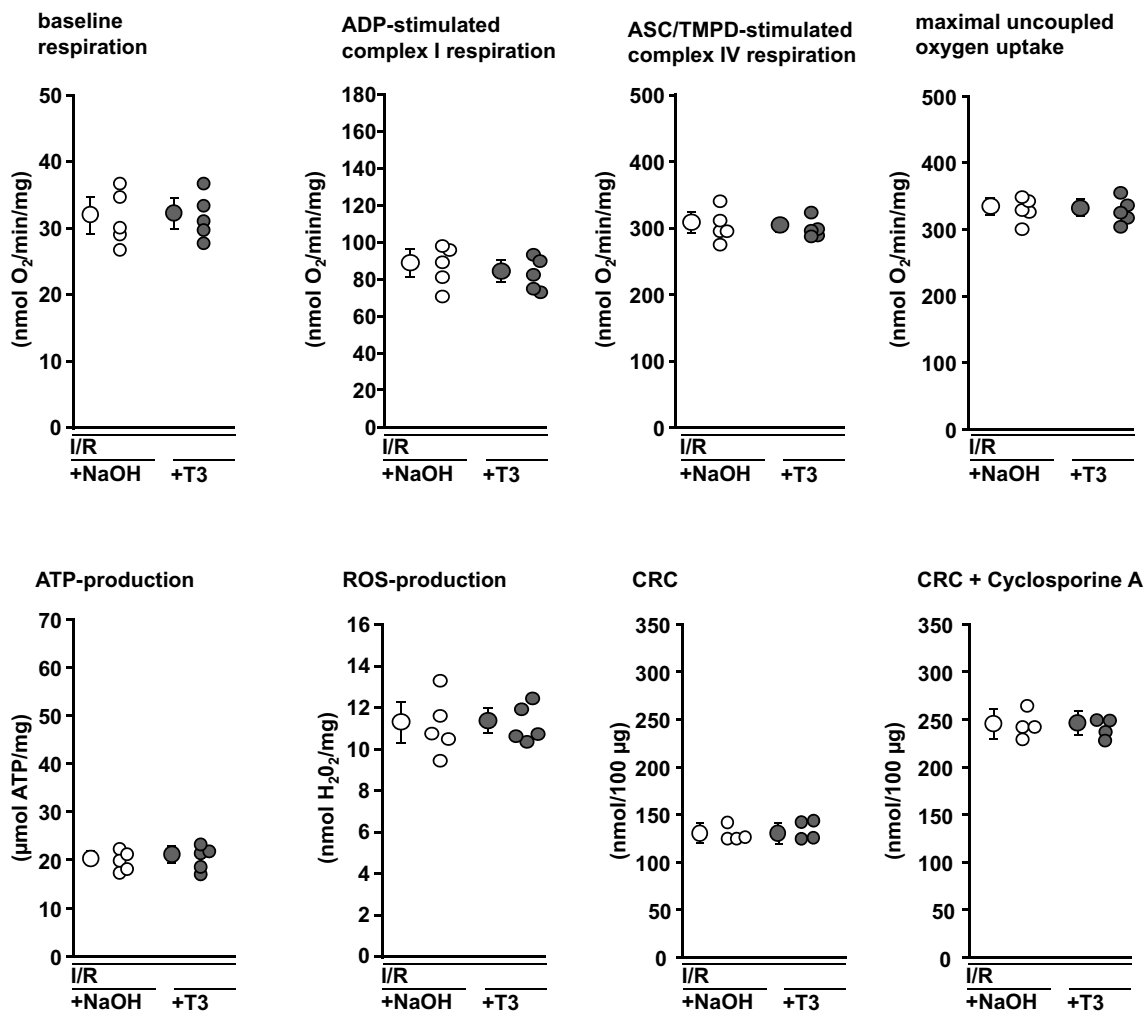 baseline
respiration
ADP-stimulated
complex I respiration
ASC/TMPD-stimulated
complex IV respiration
maximal uncoupled
oxygen uptake
(nmol O₂/min/mg)
50
40
30
20
10
0
I/R
+NaOH +T3
(nmol O₂/min/mg)
180
160
140
120
100
80
60
40
20
0
I/R
+NaOH +T3
(nmol O₂/min/mg)
500
400
300
200
100
0
I/R
+NaOH +T3
(nmol O₂/min/mg)
500
400
300
200
100
0
I/R
+NaOH +T3
ATP-production
(µmol ATP/mg)
70
60
50
40
30
20
10
0
I/R
+NaOH +T3
ROS-production
(nmol H₂0₂/mg)
16
14
12
10
8
6
4
2
0
I/R
+NaOH +T3
CRC
(nmol/100 µg)
350
300
250
200
150
100
50
0
I/R
+NaOH +T3
CRC + Cyclosporine A
(nmol/100 µg)
350
300
250
200
150
100
50
0
I/R
+NaOH +T3